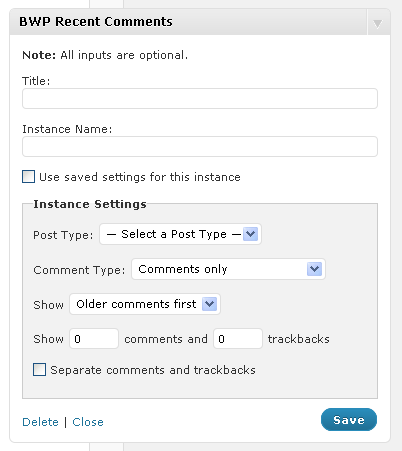 BWP Recent Comments
Note: All inputs are optional.
Title:
Instance Name:
Use saved settings for this instance
Instance Settings
Post Type: — Select a Post Type —
Comment Type: Comments only
Show Older comments first
Show 0 comments and 0 trackbacks
Separate comments and trackbacks
Delete | Close Save